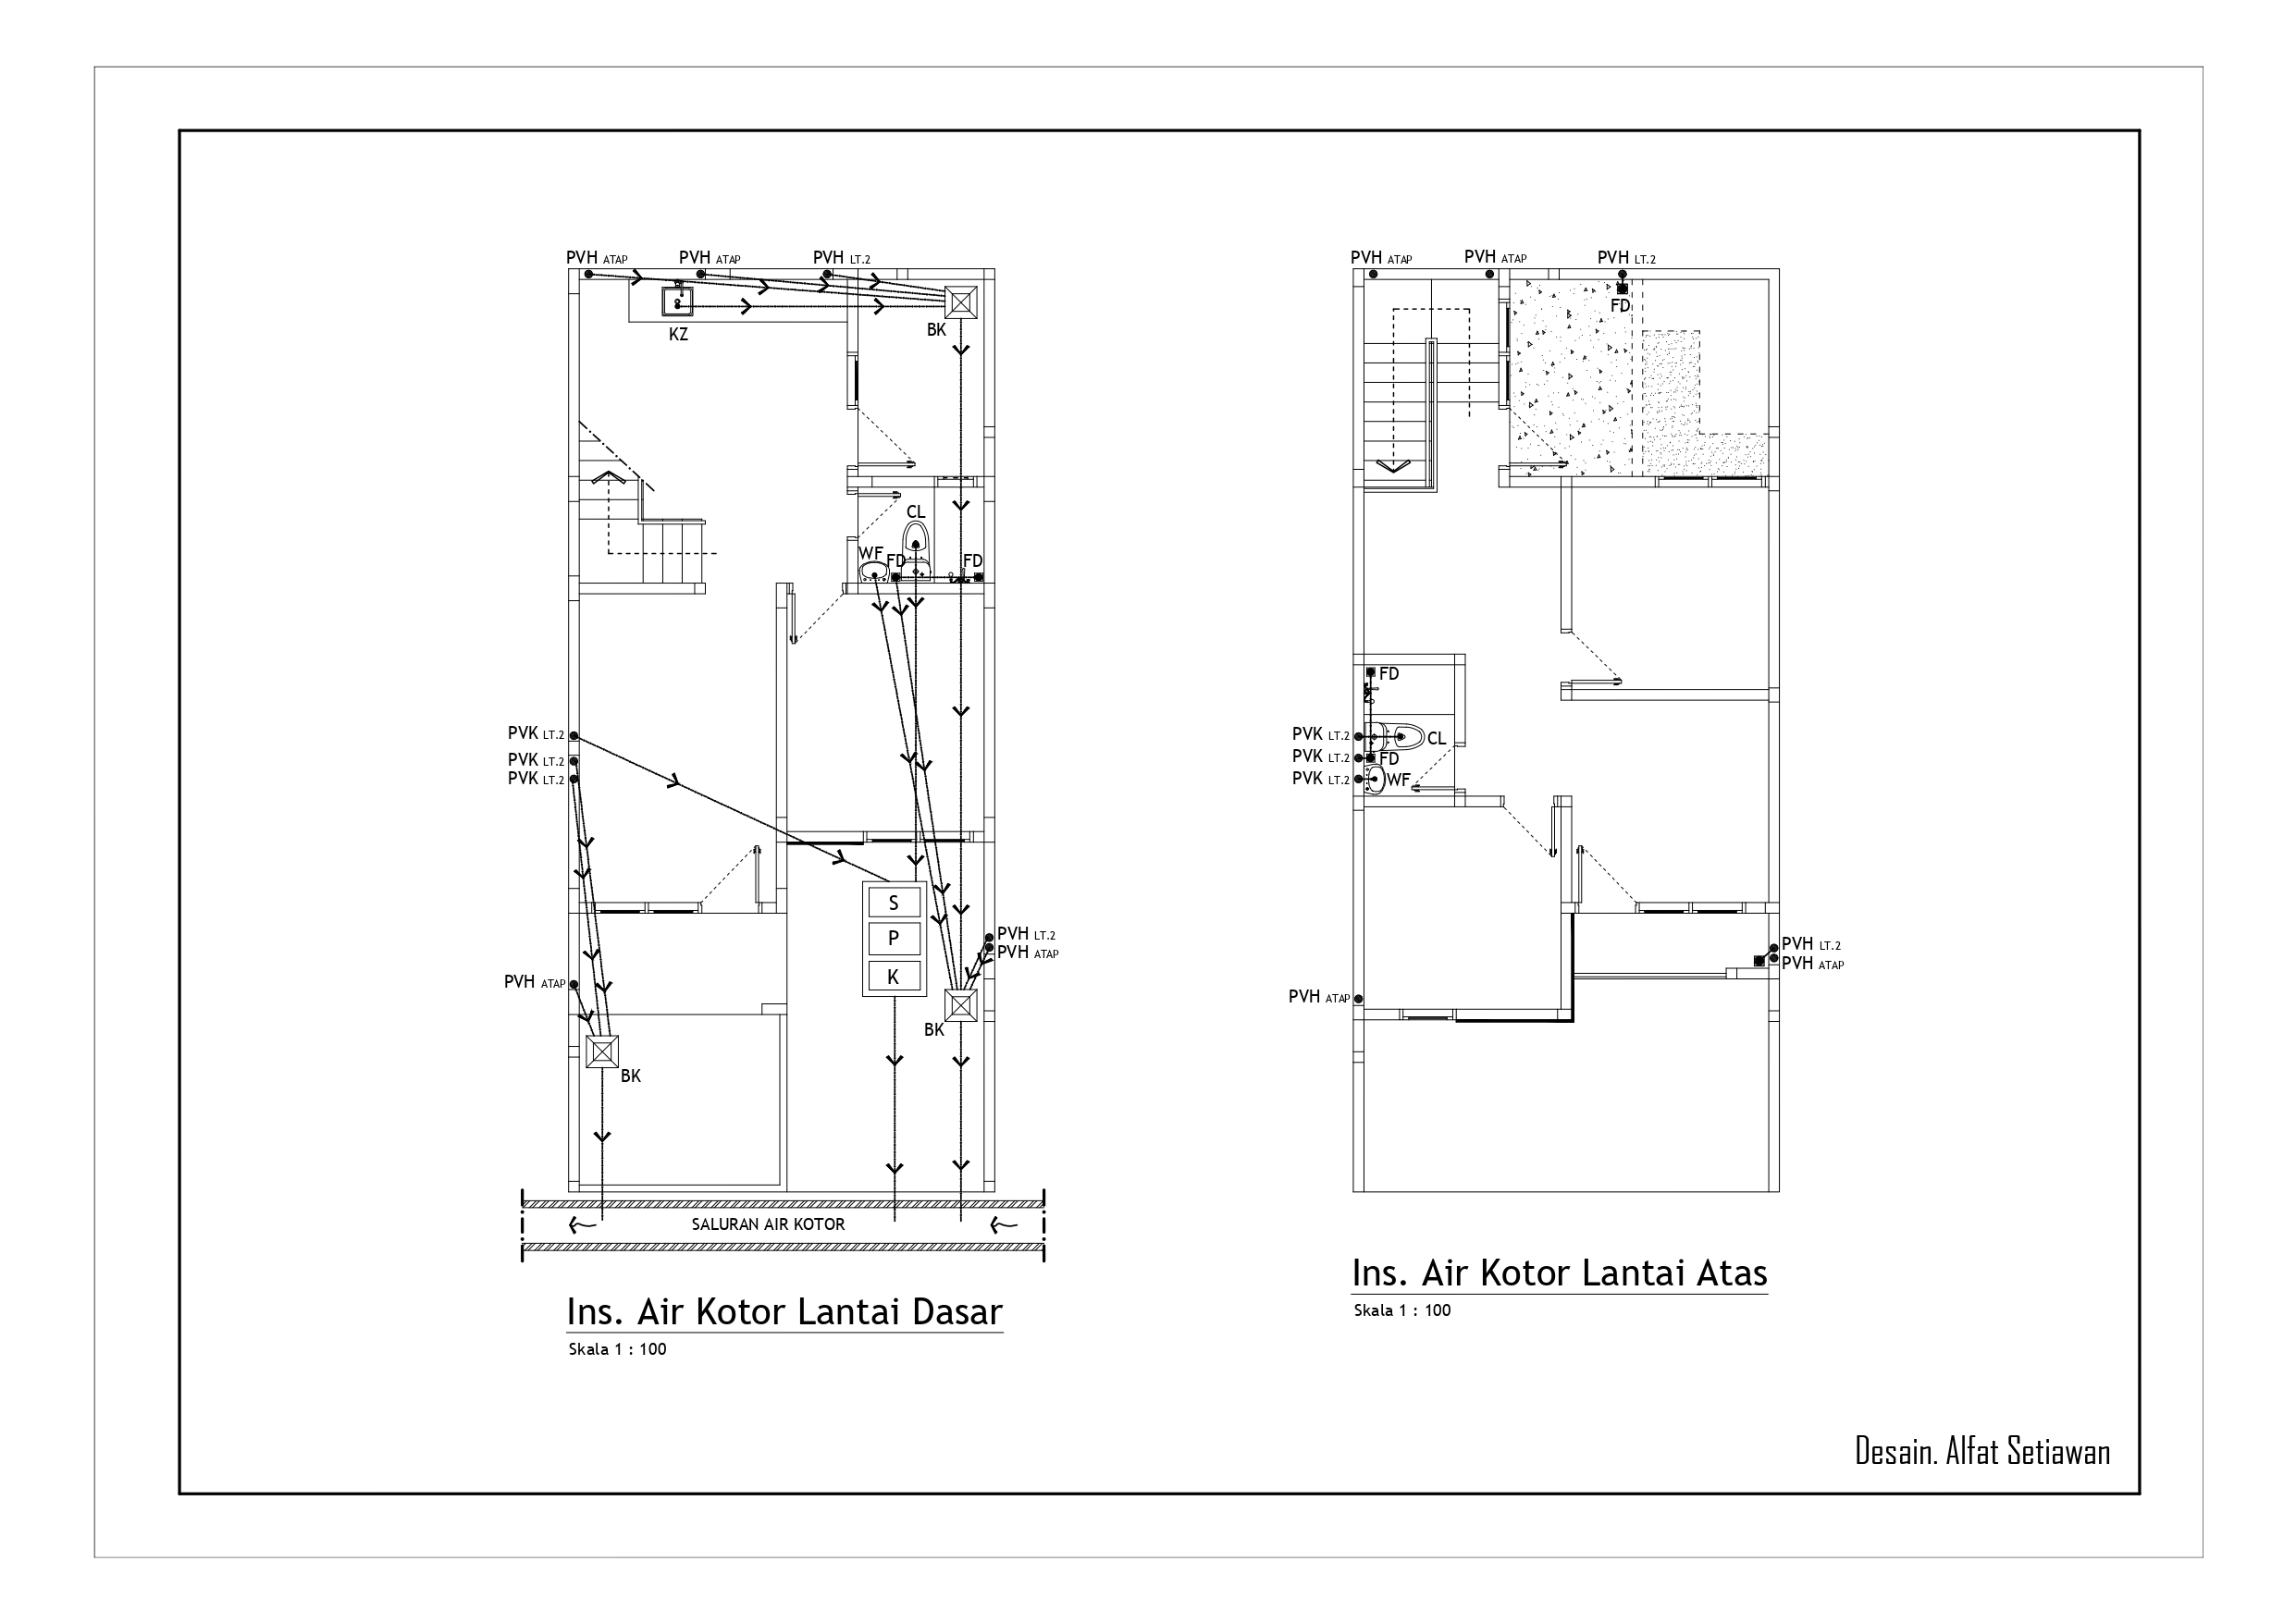 PVH ATAP PVH ATAP PVH LT.2
KZ
BK
CL
WF FD FD
PVK LT.2
PVK LT.2
PVK LT.2
S
P
K
PVH LT.2
PVH ATAP
PVH ATAP
BK
BK
SALURAN AIR KOTOR
Ins. Air Kotor Lantai Dasar
Skala 1 : 100
PVH ATAP PVH ATAP PVH LT.2
FD
FD
PVK LT.2 CL
PVK LT.2 FD
PVK LT.2 WF
PVH LT.2
PVH ATAP
PVH ATAP
Ins. Air Kotor Lantai Atas
Skala 1 : 100
Desain. Alfat Setiawan